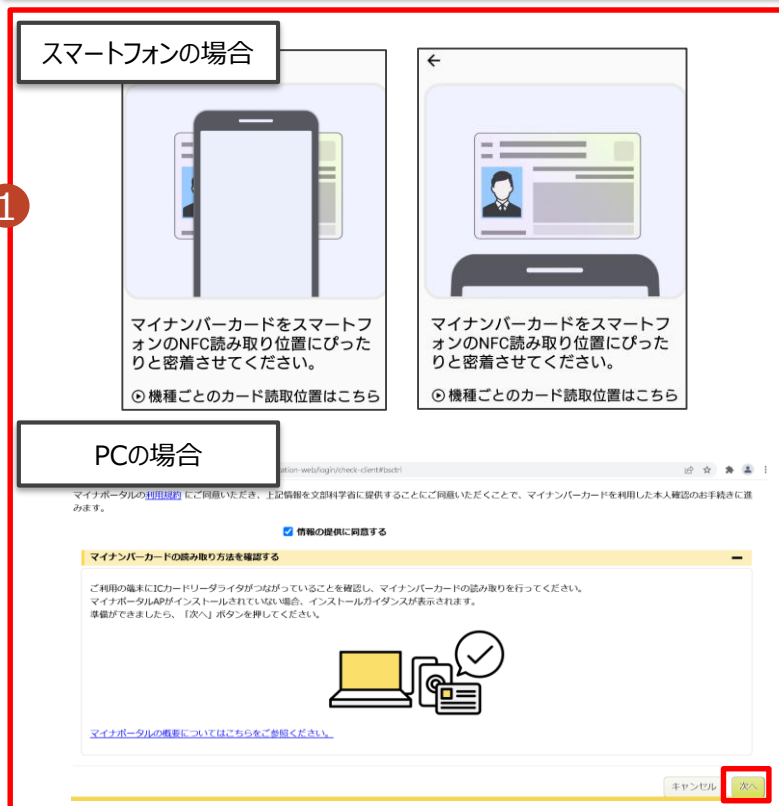 スマートフォンの場合
←
マイナンバーカードをスマートフ
ォンのNFC読み取り位置にぴった
りと密着させてください。
機種ごとのカード読取位置はこちら
マイナンバーカードをスマートフ
ォンのNFC読み取り位置にぴった
りと密着させてください。
機種ごとのカード読取位置はこちら
1
PCの場合
ation-web/login/check-client#bsctrl
マイナポータルの利用規約 にご同意いただき、上記情報を文部科学省に提供することにご同意いただくことで、マイナンバーカードを利用した本人確認のお手続きに進
みます。
情報の提供に同意する
マイナンバーカードの読み取り方法を確認する
ご利用の端末にICカードリーダライタがつながっていることを確認し、マイナンバーカードの読み取りを行ってください。
マイナポータルAPがインストールされていない場合、インストールガイダンスが表示されます。
準備ができましたら、「次へ」ボタンを押してください。
マイナポータルの概要についてはこちらをご参照ください。
キャンセル
次へ